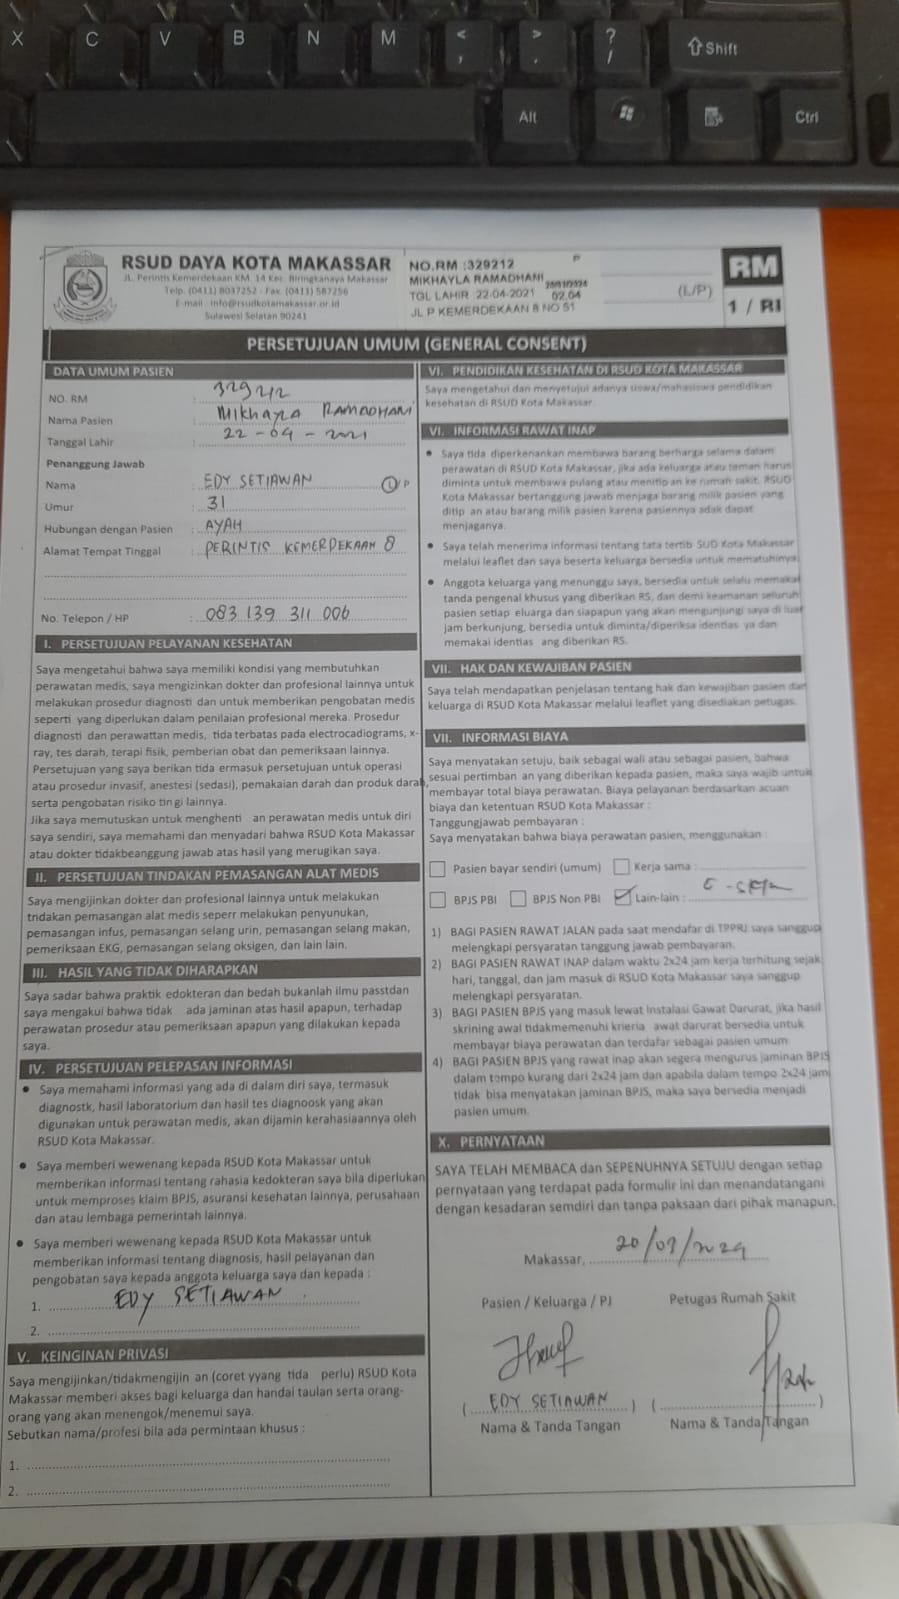 X C V B N M < , > . ? / Shift
Alt Ctrl
RSUD DAYA KOTA MAKASSAR
JL. Perintis Kemerdekaan KM. 14 Kec. Biringkanaya Makassar
Telp. (0411) 8037252 - Fax. (0411) 587256
E-mail : info@rsudkotamakassar.or.id
Sulawesi Selatan 90241
NO.RM :329212 P
MIKHAYLA RAMADHANI
TGL LAHIR 22-04-2021 02.04
JL P KEMERDEKAAN 8 NO 51
(L/P)
RM
1 / RI
PERSETUJUAN UMUM (GENERAL CONSENT)
DATA UMUM PASIEN
NO. RM : 329212
Nama Pasien : Mikhayla RAMADHANI
Tanggal Lahir : 22-04-2021
Penanggung Jawab
Nama : EDY SETIAWAN L/P
Umur : 31
Hubungan dengan Pasien : AYAH
Alamat Tempat Tinggal : PERINTIS KEMERDEKAAN 8
No. Telepon / HP : 083 139 311 006
I. PERSETUJUAN PELAYANAN KESEHATAN
Saya mengetahui bahwa saya memiliki kondisi yang membutuhkan
perawatan medis, saya mengizinkan dokter dan profesional lainnya untuk
melakukan prosedur diagnosti dan untuk memberikan pengobatan medis
seperti yang diperlukan dalam penilaian profesional mereka. Prosedur
diagnosti dan perawattan medis, tida terbatas pada electrocadiograms, x-
ray, tes darah, terapi fisik, pemberian obat dan pemeriksaan lainnya.
Persetujuan yang saya berikan tida ermasuk persetujuan untuk operasi
atau prosedur invasif, anestesi (sedasi), pemakaian darah dan produk darah,
serta pengobatan risiko tin gi lainnya.
Jika saya memutuskan untuk menghenti an perawatan medis untuk diri
saya sendiri, saya memahami dan menyadari bahwa RSUD Kota Makassar
atau dokter tidakbeanggung jawab atas hasil yang merugikan saya.
II. PERSETUJUAN TINDAKAN PEMASANGAN ALAT MEDIS
Saya mengijinkan dokter dan profesional lainnya untuk melakukan
tndakan pemasangan alat medis seperr melakukan penyunukan,
pemasangan infus, pemasangan selang urin, pemasangan selang makan,
pemeriksaan EKG, pemasangan selang oksigen, dan lain lain.
III. HASIL YANG TIDAK DIHARAPKAN
Saya sadar bahwa praktik edokteran dan bedah bukanlah ilmu passtdan
saya mengakui bahwa tidak ada jaminan atas hasil apapun, terhadap
perawatan prosedur atau pemeriksaan apapun yang dilakukan kepada
saya.
IV. PERSETUJUAN PELEPASAN INFORMASI
• Saya memahami informasi yang ada di dalam diri saya, termasuk
diagnostk, hasil laboratorium dan hasil tes diagnoosk yang akan
digunakan untuk perawatan medis, akan dijamin kerahasiaannya oleh
RSUD Kota Makassar.
• Saya memberi wewenang kepada RSUD Kota Makassar untuk
memberikan informasi tentang rahasia kedokteran saya bila diperlukan
untuk memproses klaim BPJS, asuransi kesehatan lainnya, perusahaan
dan atau lembaga pemerintah lainnya.
• Saya memberi wewenang kepada RSUD Kota Makassar untuk
memberikan informasi tentang diagnosis, hasil pelayanan dan
pengobatan saya kepada anggota keluarga saya dan kepada :
1. EDY SETIAWAN
2.
V. KEINGINAN PRIVASI
Saya mengijinkan/tidakmengijin an (coret yyang tida perlu) RSUD Kota
Makassar memberi akses bagi keluarga dan handai taulan serta orang-
orang yang akan menengok/menemui saya.
Sebutkan nama/profesi bila ada permintaan khusus :
1.
2.
VI. PENDIDIKAN KESEHATAN DI RSUD KOTA MAKASSAR
Saya mengetahui dan menyetujui adanya siswa/mahasiswa pendidikan
kesehatan di RSUD Kota Makassar.
VI. INFORMASI RAWAT INAP
• Saya tida diperkenankan membawa barang berharga selama dalam
perawatan di RSUD Kota Makassar, jika ada keluarga atau teman harus
diminta untuk membawa pulang atau menitip an ke rumah sakit. RSUD
Kota Makassar bertanggung jawab menjaga barang milik pasien yang
ditip an atau barang milik pasien karena pasiennya adak dapat
menjaganya.
• Saya telah menerima informasi tentang tata tertib SUD Kota Makassar
melalui leaflet dan saya beserta keluarga bersedia untuk mematuhinya.
• Anggota keluarga yang menunggu saya, bersedia untuk selalu memakai
tanda pengenal khusus yang diberikan RS, dan demi keamanan seluruh
pasien setiap eluarga dan siapapun yang akan mengunjungi saya di luar
jam berkunjung, bersedia untuk diminta/diperiksa identias ya dan
memakai identias ang diberikan RS.
VII. HAK DAN KEWAJIBAN PASIEN
Saya telah mendapatkan penjelasan tentang hak dan kewajiban pasien dan
keluarga di RSUD Kota Makassar melalui leaflet yang disediakan petugas.
VII. INFORMASI BIAYA
Saya menyatakan setuju, baik sebagai wali atau sebagai pasien, bahwa
sesuai pertimban an yang diberikan kepada pasien, maka saya wajib untuk
membayar total biaya perawatan. Biaya pelayanan berdasarkan acuan
biaya dan ketentuan RSUD Kota Makassar :
Tanggungjawab pembayaran :
Saya menyatakan bahwa biaya perawatan pasien, menggunakan :
Pasien bayar sendiri (umum) Kerja sama :
BPJS PBI BPJS Non PBI Lain-lain :
1) BAGI PASIEN RAWAT JALAN pada saat mendafar di TPPRJ saya sanggup
melengkapi persyaratan tanggung jawab pembayaran.
2) BAGI PASIEN RAWAT INAP dalam waktu 2x24 jam kerja terhitung sejak
hari, tanggal, dan jam masuk di RSUD Kota Makassar saya sanggup
melengkapi persyaratan.
3) BAGI PASIEN BPJS yang masuk lewat Instalasi Gawat Darurat, jika hasil
skrining awal tidakmemenuhi krieria awat darurat bersedia untuk
membayar biaya perawatan dan terdafar sebagai pasien umum
4) BAGI PASIEN BPJS yang rawat inap akan segera mengurus jaminan BPJS
dalam tempo kurang dari 2x24 jam dan apabila dalam tempo 2x24 jam
tidak bisa menyatakan jaminan BPJS, maka saya bersedia menjadi
pasien umum.
X. PERNYATAAN
SAYA TELAH MEMBACA dan SEPENUHNYA SETUJU dengan setiap
pernyataan yang terdapat pada formulir ini dan menandatangani
dengan kesadaran semdiri dan tanpa paksaan dari pihak manapun.
Makassar,
Pasien / Keluarga / PJ Petugas Rumah Sakit
( EDY SETIAWAN ) ( )
Nama & Tanda Tangan Nama & Tanda Tangan